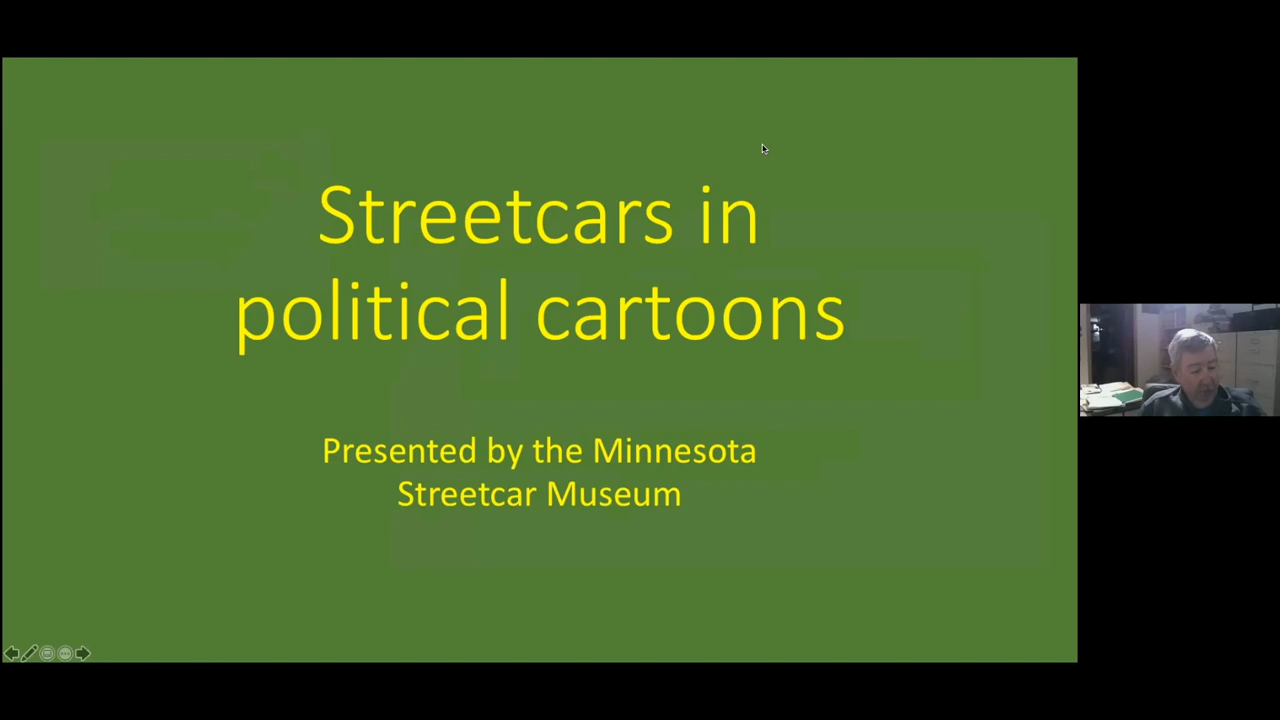 Streetcars in
political cartoons
Presented by the Minnesota
Streetcar Museum